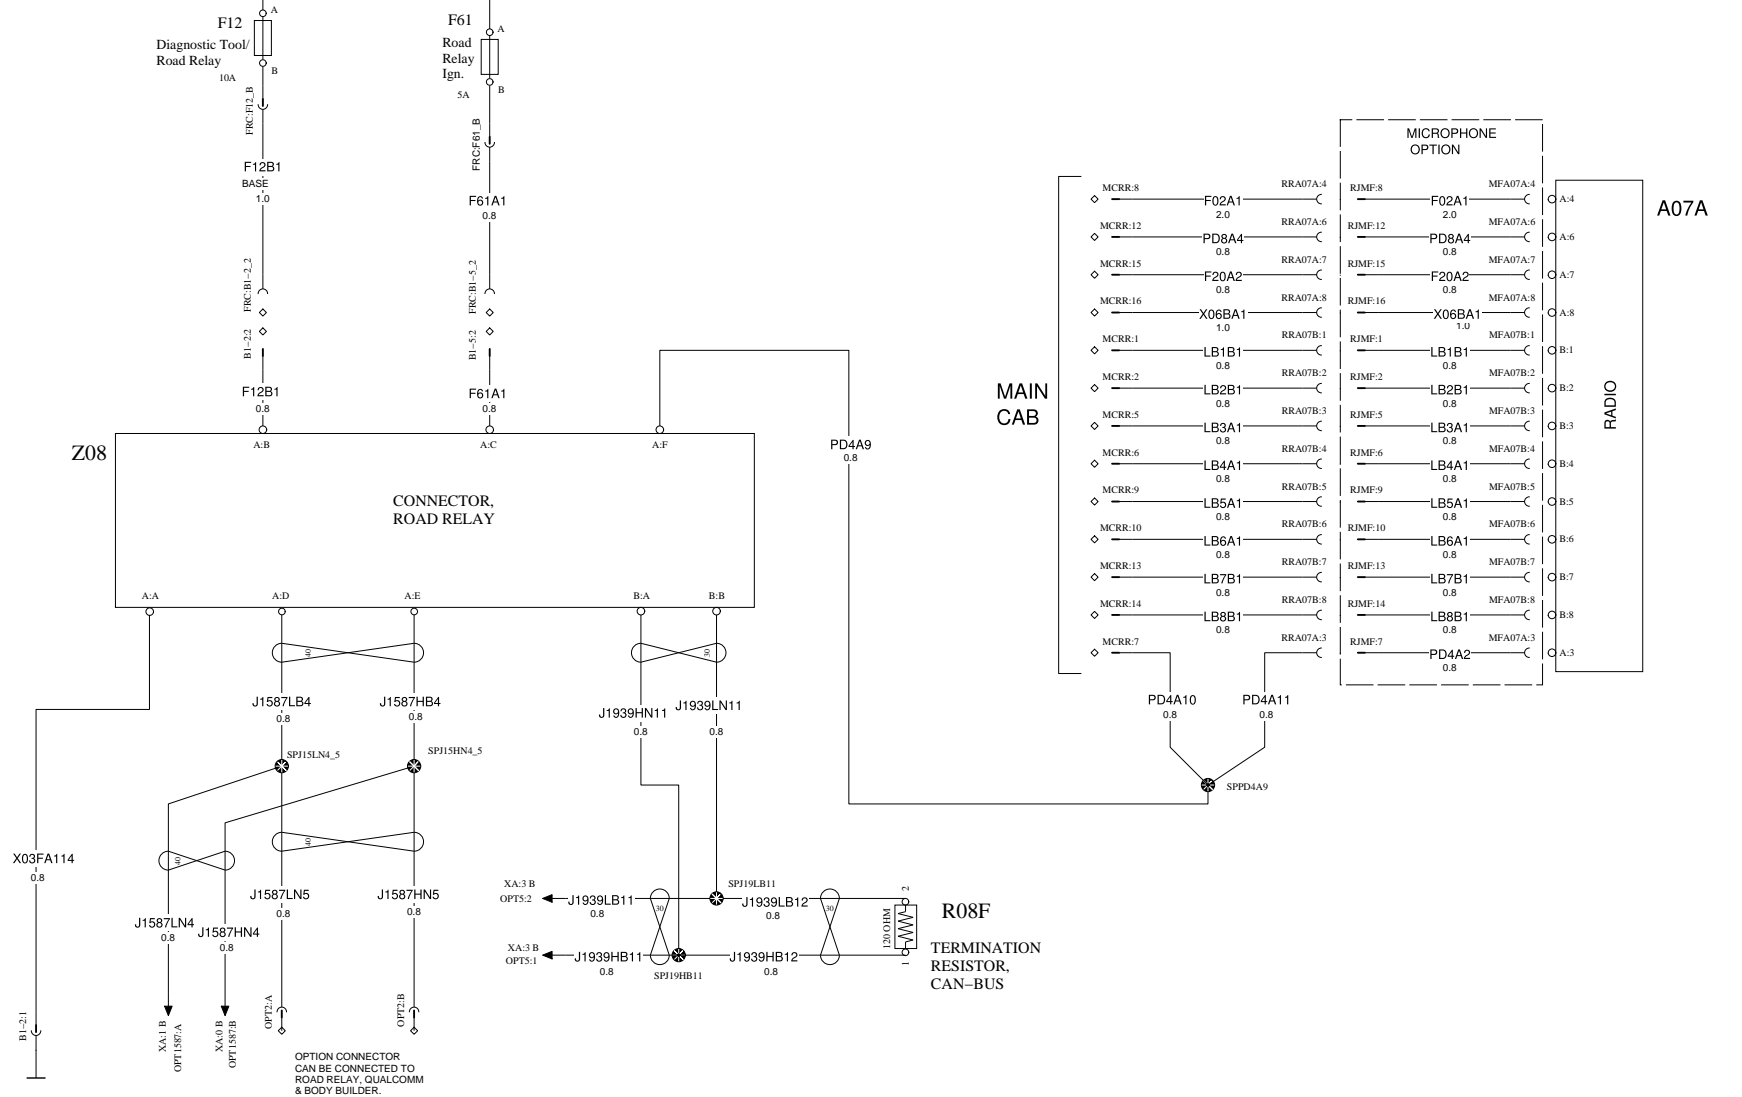 F12
A
Diagnostic Tool/
Road Relay
10A
B
FRC:F12_B
F12B1
BASE
1.0
FRC:B1−2_2
B1−2:2
F12B1
0.8
F61
A
Road
Relay
Ign.
5A
B
FRC:F61_B
F61A1
0.8
FRC:B1−5_2
B1−5:2
F61A1
0.8
Z08
A:B
A:C
A:F
CONNECTOR,
ROAD RELAY
A:A
A:D
A:E
B:A
B:B
PD4A9
0.8
40
30
J1587LB4
0.8
J1587HB4
0.8
J1939HN11
0.8
J1939LN11
0.8
SPJ15LN4_5
SPJ15HN4_5
40
40
X03FA114
0.8
J1587LN4
0.8
J1587HN4
0.8
J1587LN5
0.8
J1587HN5
0.8
B1−2:1
XA:1 B
OPT1587:A
XA:0 B
OPT1587:B
OPT2:A
OPT2:B
OPTION CONNECTOR
CAN BE CONNECTED TO
ROAD RELAY, QUALCOMM
& BODY BUILDER.
XA:3 B
OPT5:2
J1939LB11
0.8
30
SPJ19LB11
J1939LB12
0.8
30
2
120 OHM
1
R08F
TERMINATION
RESISTOR,
CAN−BUS
XA:3 B
OPT5:1
J1939HB11
0.8
SPJ19HB11
J1939HB12
0.8
MAIN
CAB
MICROPHONE
OPTION
A07A
RADIO
MCRR:8 F02A1 RRA07A:4 RJMF:8 F02A1 MFA07A:4 A:4
2.0 2.0
MCRR:12 PD8A4 RRA07A:6 RJMF:12 PD8A4 MFA07A:6 A:6
0.8 0.8
MCRR:15 F20A2 RRA07A:7 RJMF:15 F20A2 MFA07A:7 A:7
0.8 0.8
MCRR:16 X06BA1 RRA07A:8 RJMF:16 X06BA1 MFA07A:8 A:8
1.0 1.0
MCRR:1 LB1B1 RRA07B:1 RJMF:1 LB1B1 MFA07B:1 B:1
0.8 0.8
MCRR:2 LB2B1 RRA07B:2 RJMF:2 LB2B1 MFA07B:2 B:2
0.8 0.8
MCRR:5 LB3A1 RRA07B:3 RJMF:5 LB3A1 MFA07B:3 B:3
0.8 0.8
MCRR:6 LB4A1 RRA07B:4 RJMF:6 LB4A1 MFA07B:4 B:4
0.8 0.8
MCRR:9 LB5A1 RRA07B:5 RJMF:9 LB5A1 MFA07B:5 B:5
0.8 0.8
MCRR:10 LB6A1 RRA07B:6 RJMF:10 LB6A1 MFA07B:6 B:6
0.8 0.8
MCRR:13 LB7B1 RRA07B:7 RJMF:13 LB7B1 MFA07B:7 B:7
0.8 0.8
MCRR:14 LB8B1 RRA07B:8 RJMF:14 LB8B1 MFA07B:8 B:8
0.8 0.8
MCRR:7 RRA07A:3 RJMF:7 PD4A2 MFA07A:3 A:3
0.8
PD4A10
0.8
PD4A11
0.8
SPPD4A9